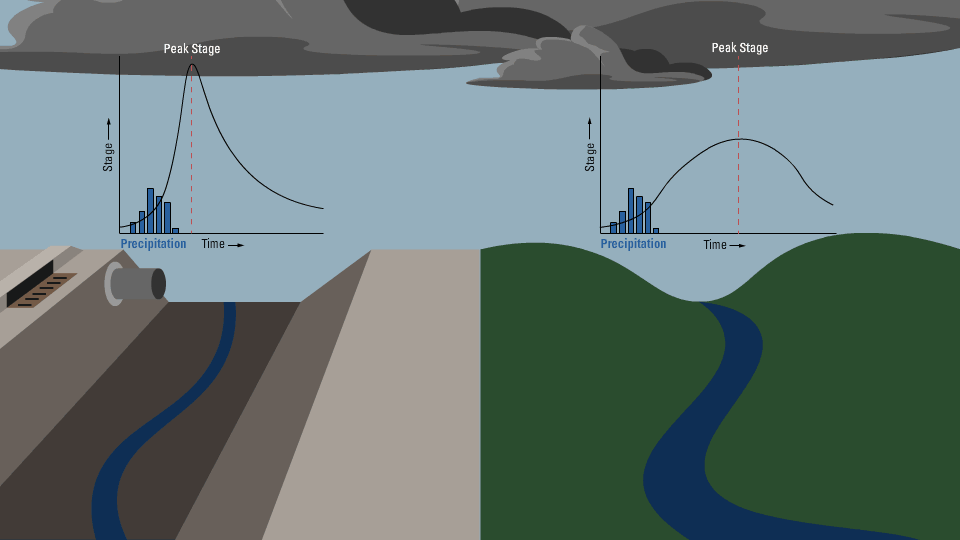 Peak Stage
Stage
Precipitation
Time
Peak Stage
Stage
Precipitation
Time